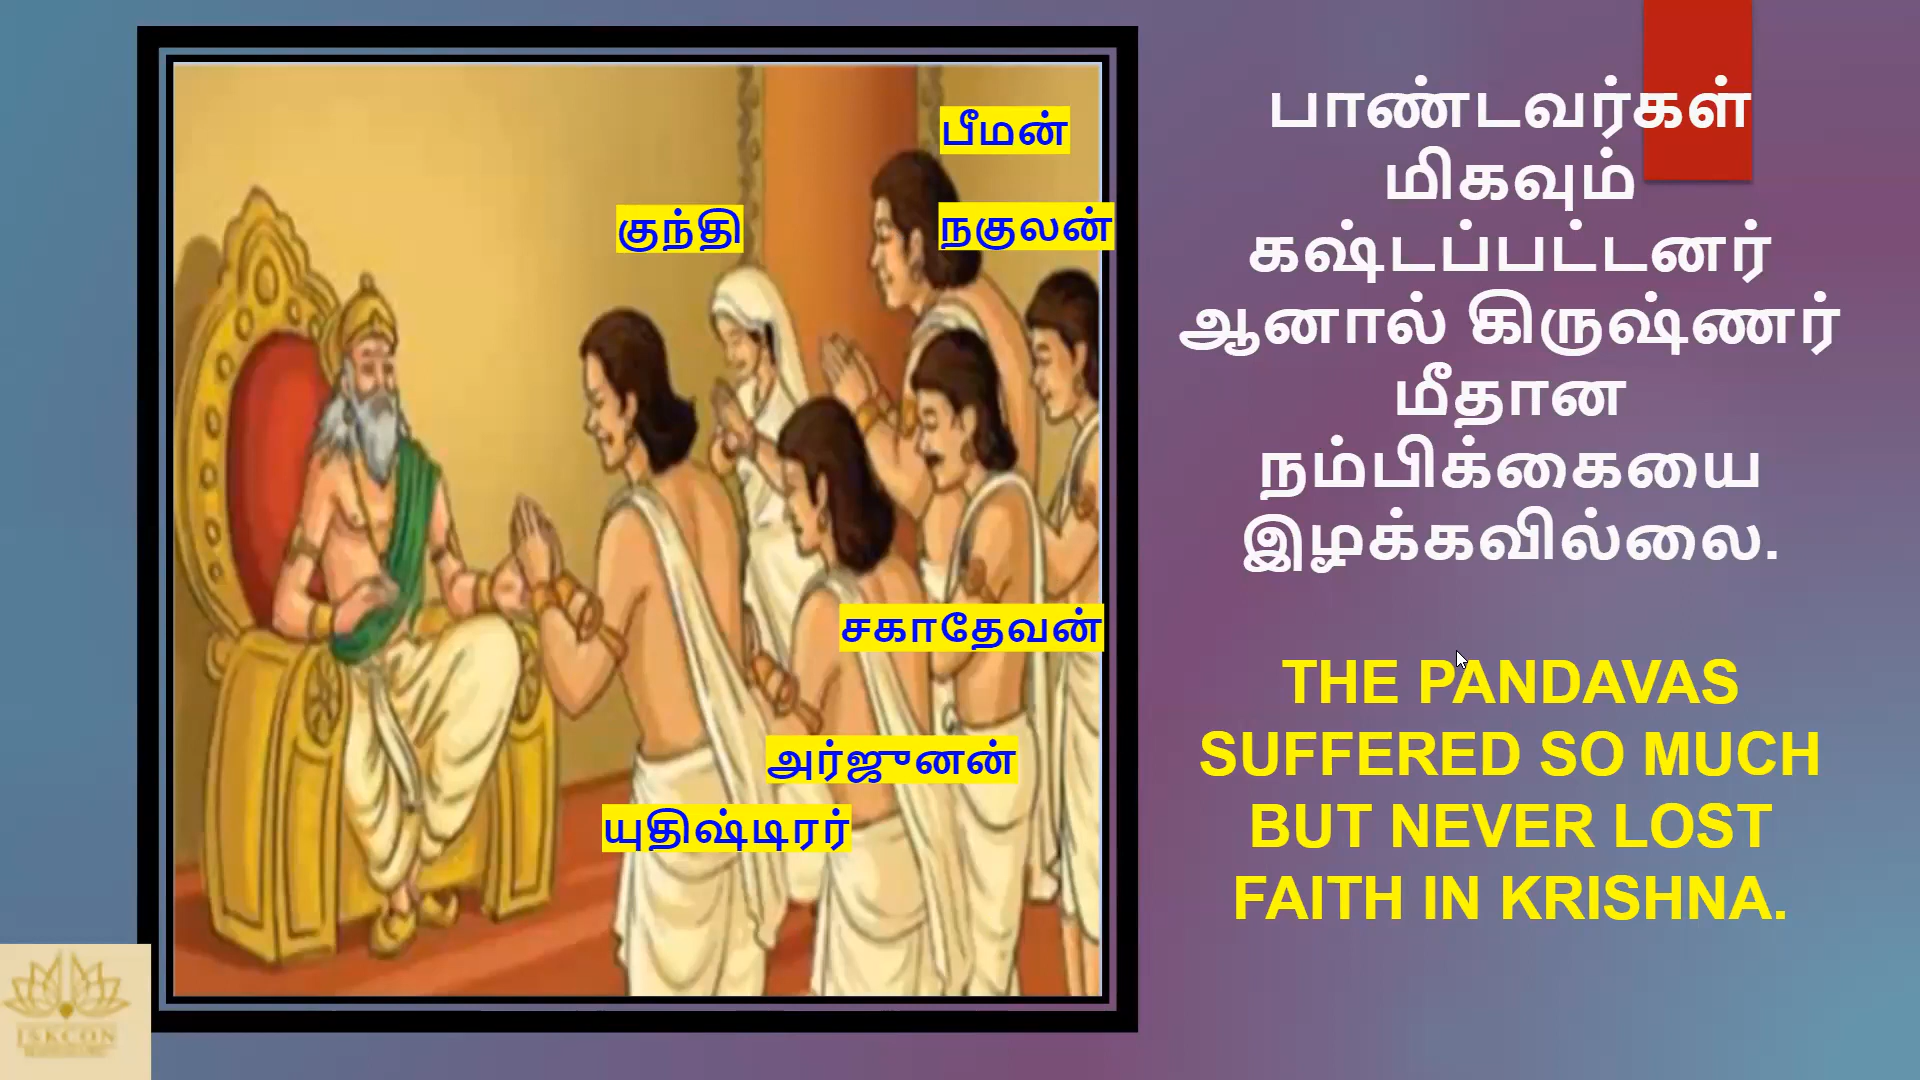 பீமன்
நகுலன்
குந்தி
சகாதேவன்
அர்ஜுனன்
யுதிஷ்டிரர்
பாண்டவர்கள்
மிகவும்
கஷ்டப்பட்டனர்
ஆனால் கிருஷ்ணர்
மீதான
நம்பிக்கையை
இழக்கவில்லை.
THE PANDAVAS
SUFFERED SO MUCH
BUT NEVER LOST
FAITH IN KRISHNA.
ISKCON